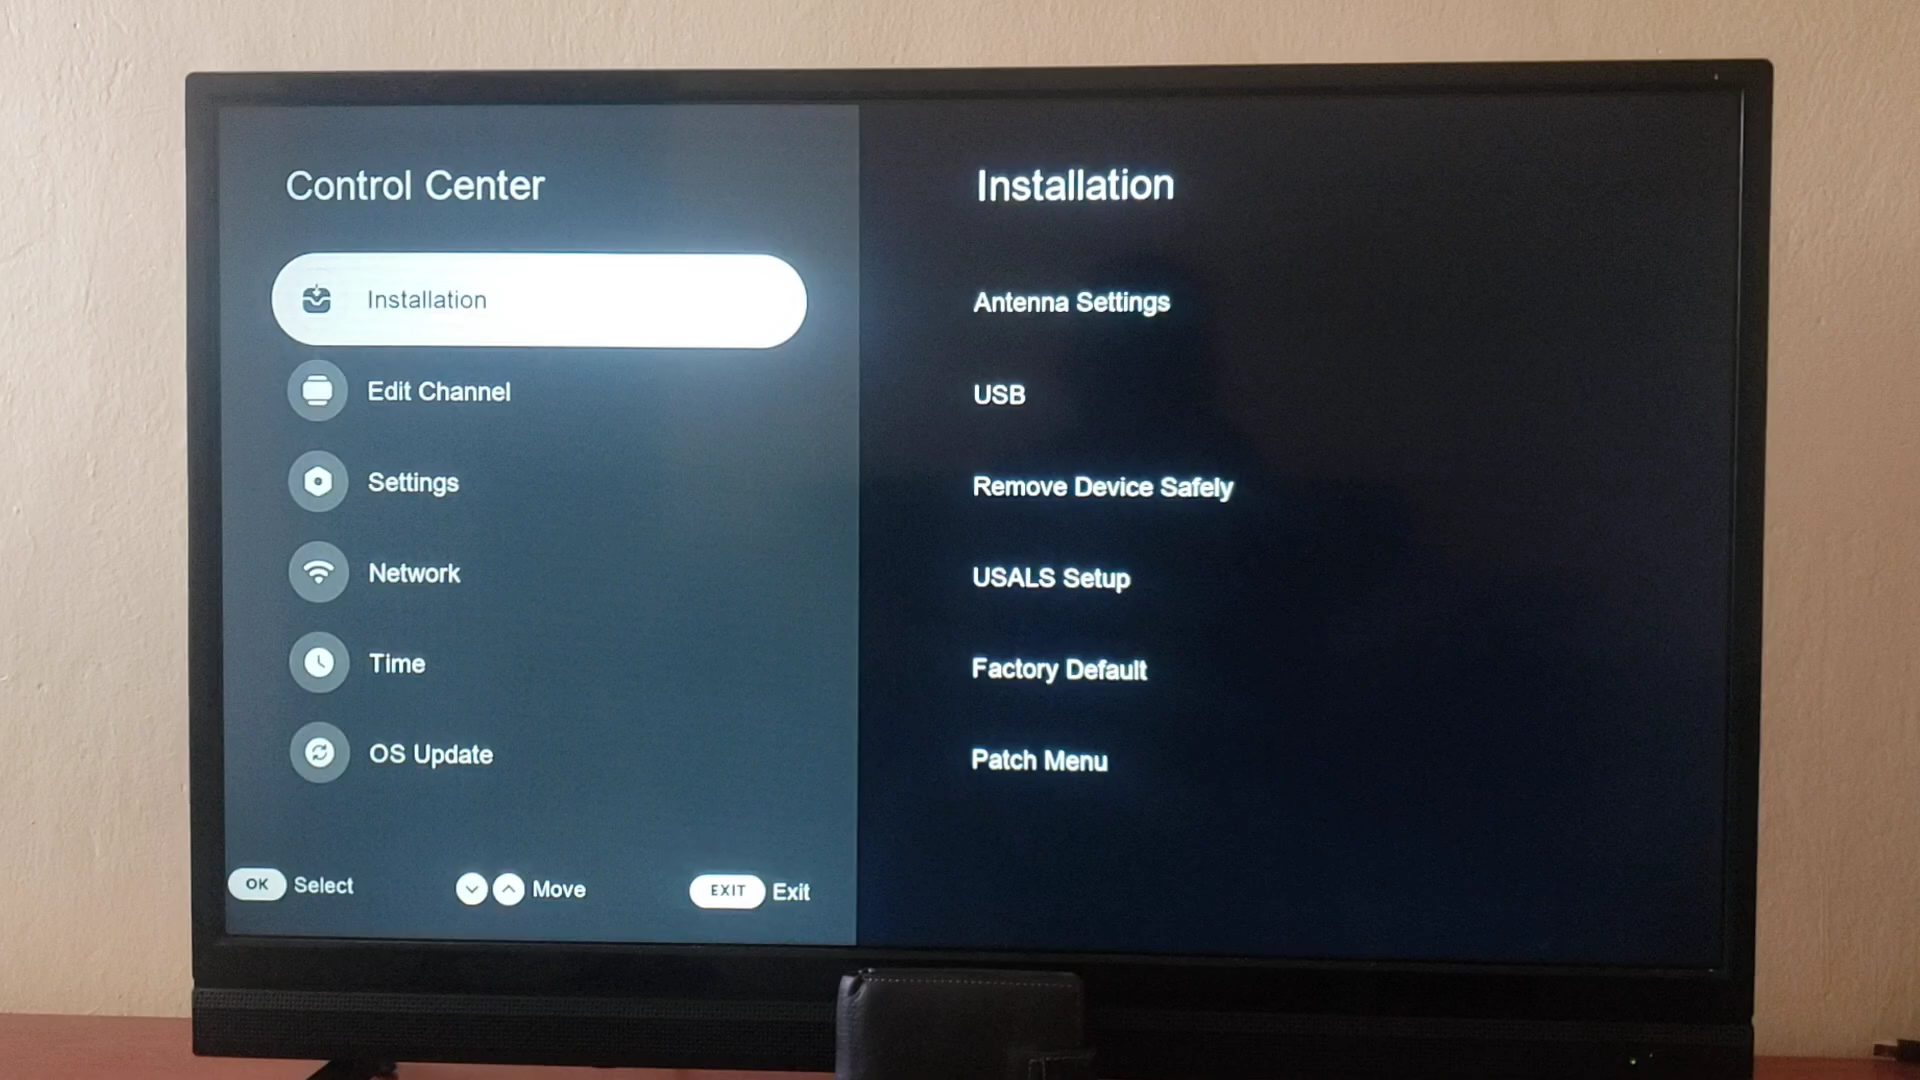 Control Center
Installation
Edit Channel
Settings
Network
Time
OS Update
OK Select
Move
EXIT Exit
Installation
Antenna Settings
USB
Remove Device Safely
USALS Setup
Factory Default
Patch Menu